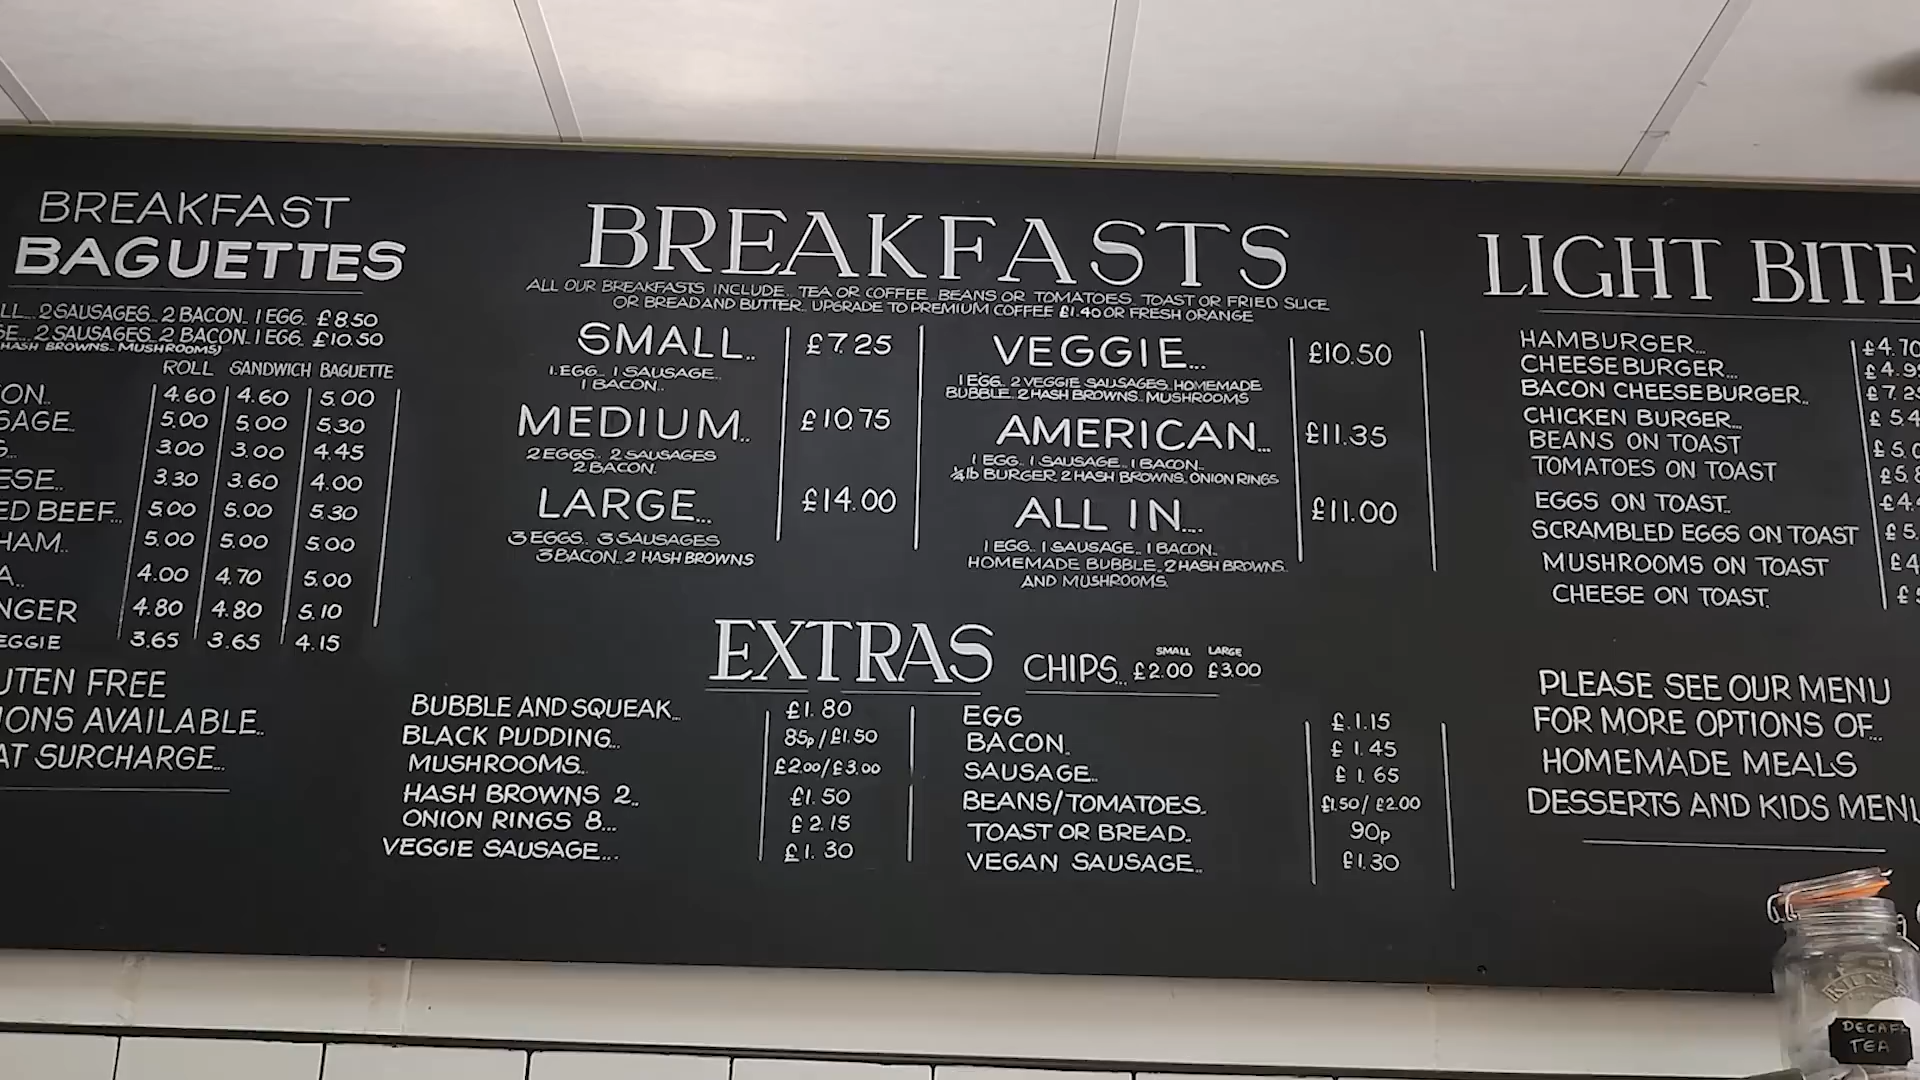 BREAKFAST
BAGUETTES
2 SAUSAGES.. 2 BACON.. 1 EGG.. £8.50
2 SAUSAGES.. 2 BACON.. 1 EGG.. £10.50
HASH BROWNS.. MUSHROOMS)
ROLL SANDWICH BAGUETTE
4.60 4.60 5.00
5.00 5.00 5.30
3.00 3.00 4.45
3.30 3.60 4.00
BEEF.. 5.00 5.00 5.30
HAM.. 5.00 5.00 5.00
4.00 4.70 5.00
4.80 4.80 5.10
3.65 3.65 4.15
FREE
AVAILABLE..
AT SURCHARGE...
BREAKFASTS
ALL OUR BREAKFASTS INCLUDE.. TEA OR COFFEE.. BEANS OR TOMATOES.. TOAST OR FRIED SLICE
OR BREAD AND BUTTER.. UPGRADE TO PREMIUM COFFEE £1.40 OR FRESH ORANGE
SMALL.. £7.25
1 EGG.. 1 SAUSAGE..
1 BACON..
MEDIUM.. £10.75
2 EGGS.. 2 SAUSAGES
2 BACON.
LARGE... £14.00
3 EGGS.. 3 SAUSAGES
3 BACON.. 2 HASH BROWNS
VEGGIE... £10.50
1 EGG.. 2 VEGGIE SAUSAGES.. HOMEMADE
BUBBLE.. 2 HASH BROWNS.. MUSHROOMS
AMERICAN... £11.35
1 EGG.. 1 SAUSAGE.. 1 BACON..
¼lb BURGER.. 2 HASH BROWNS.. ONION RINGS
ALL IN... £11.00
1 EGG.. 1 SAUSAGE.. 1 BACON..
HOMEMADE BUBBLE.. 2 HASH BROWNS..
AND MUSHROOMS.
EXTRAS
SMALL LARGE
CHIPS... £2.00 £3.00
BUBBLE AND SQUEAK.. £1.80
BLACK PUDDING... 85p/£1.50
MUSHROOMS.. £2.00/£3.00
HASH BROWNS 2.. £1.50
ONION RINGS 8... £2.15
VEGGIE SAUSAGE... £1.30
EGG £1.15
BACON.. £1.45
SAUSAGE.. £1.65
BEANS/TOMATOES.. £1.50/£2.00
TOAST OR BREAD.. 90p
VEGAN SAUSAGE.. £1.30
LIGHT BITE
HAMBURGER... £4.70
CHEESEBURGER...
BACON CHEESEBURGER..
CHICKEN BURGER...
BEANS ON TOAST
TOMATOES ON TOAST
EGGS ON TOAST..
SCRAMBLED EGGS ON TOAST
MUSHROOMS ON TOAST
CHEESE ON TOAST.
PLEASE SEE OUR MENU
FOR MORE OPTIONS OF...
HOMEMADE MEALS
DESSERTS AND KIDS MENU
DECAF
TEA